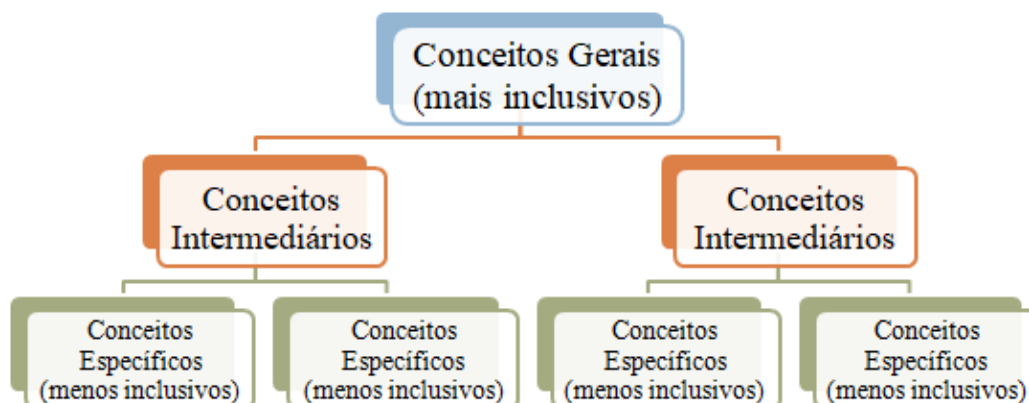 Conceitos Gerais
(mais inclusivos)
Conceitos
Intermediários
Conceitos
Intermediários
Conceitos
Específicos
(menos inclusivos)
Conceitos
Específicos
(menos inclusivos)
Conceitos
Específicos
(menos inclusivos)
Conceitos
Específicos
(menos inclusivos)